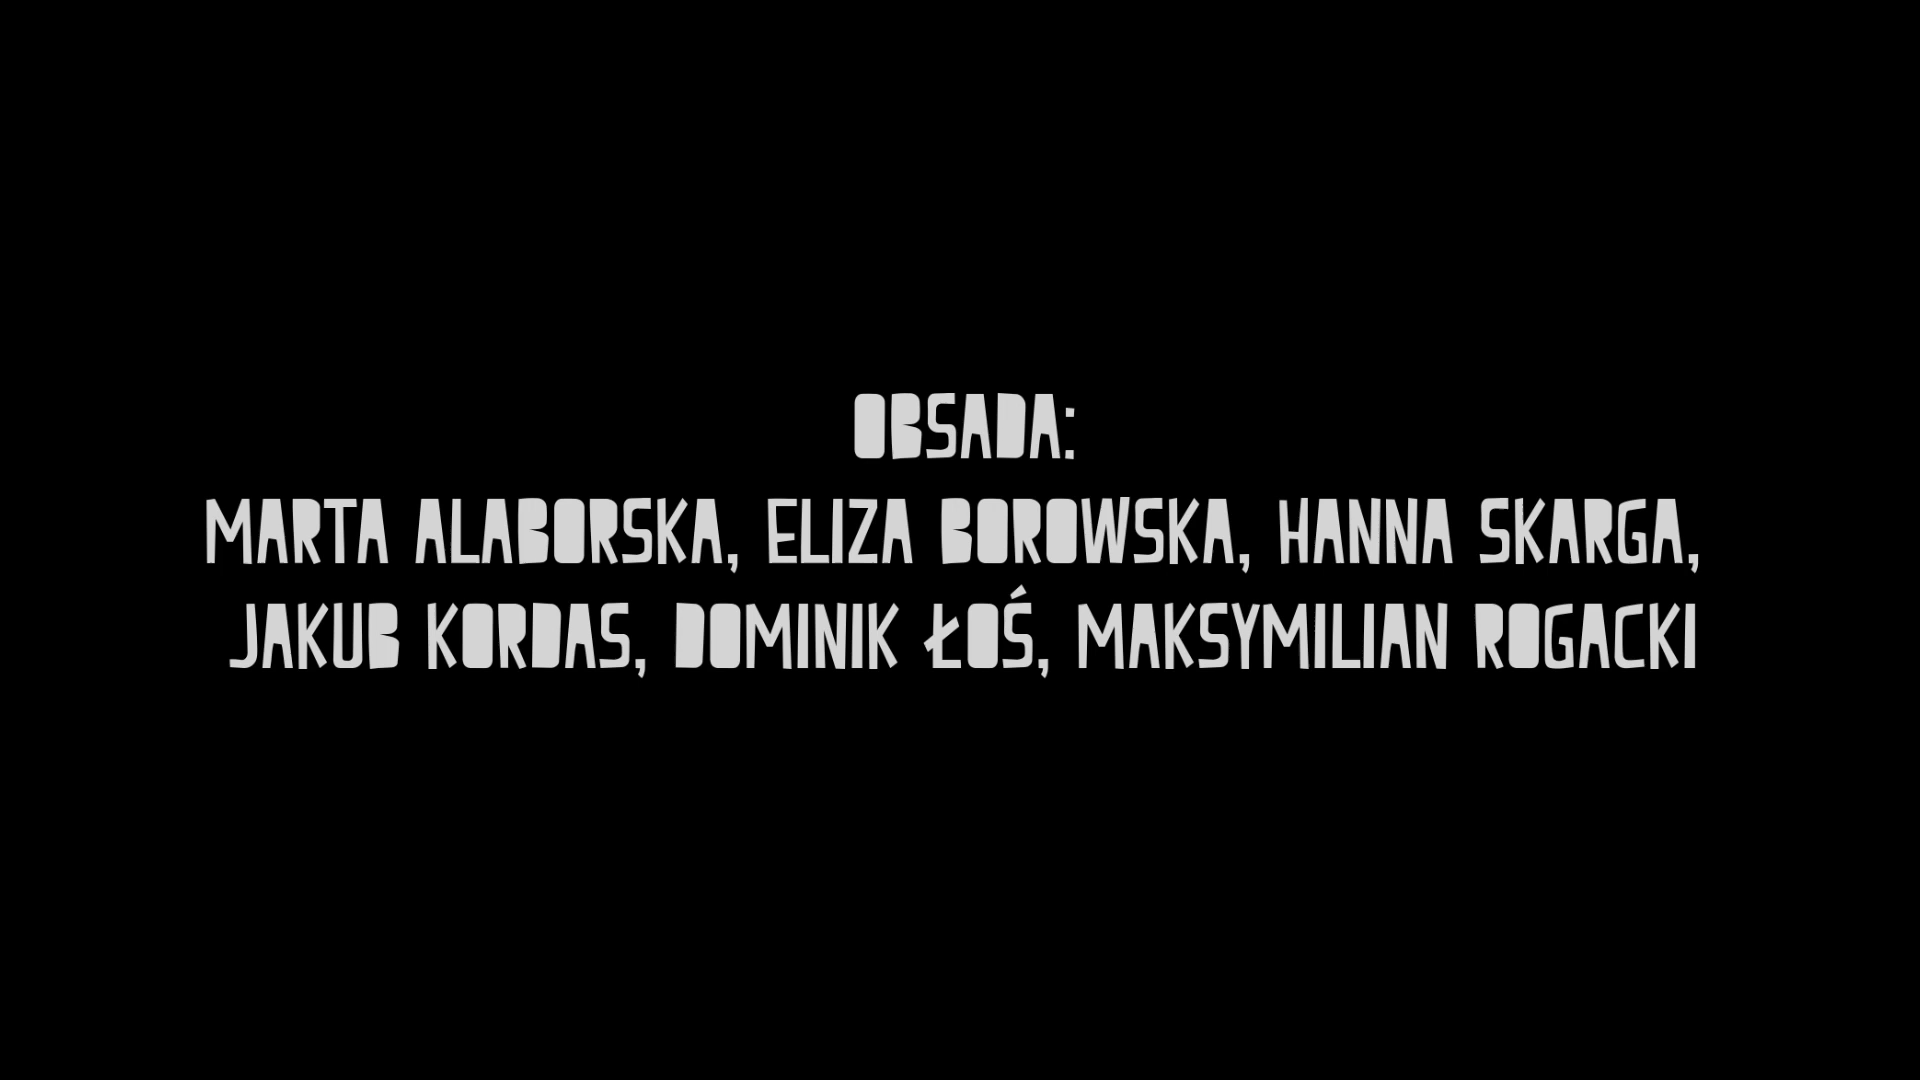 OBSADA:
MARTA ALABORSKA, ELIZA BOROWSKA, HANNA SKARGA,
JAKUB KORDAS, DOMINIK ŁOŚ, MAKSYMILIAN ROGACKI